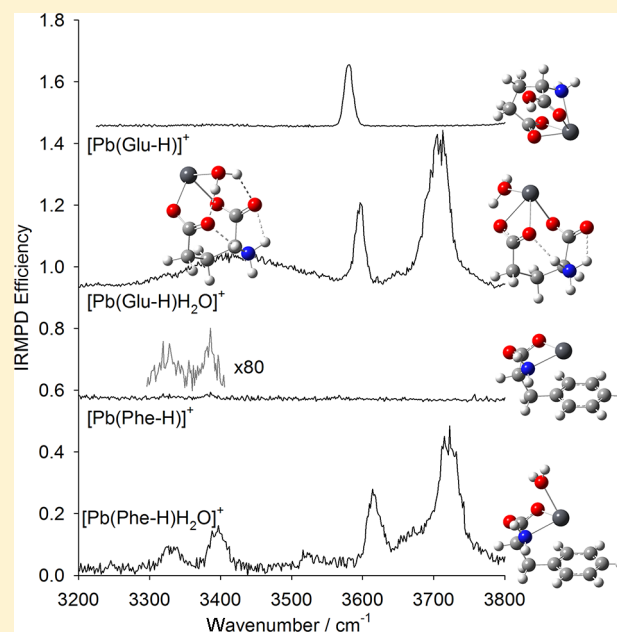 1.8
1.6
1.4
[Pb(Glu-H)]⁺
1.2
1.0
[Pb(Glu-H)H₂O]⁺
0.8
x80
0.6
[Pb(Phe-H)]⁺
0.4
[Pb(Phe-H)H₂O]⁺
0.2
0.0
IRMPD Efficiency
3200 3300 3400 3500 3600 3700 3800
Wavenumber / cm⁻¹